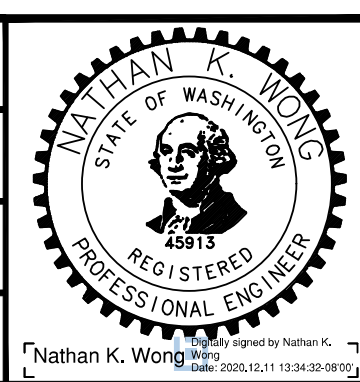 NATHAN K. WONG
STATE OF WASHINGTON
45913
REGISTERED
PROFESSIONAL ENGINEER
Nathan K. Wong
Digitally signed by Nathan K.
Wong
Date: 2020.12.11 13:34:32-08'00'